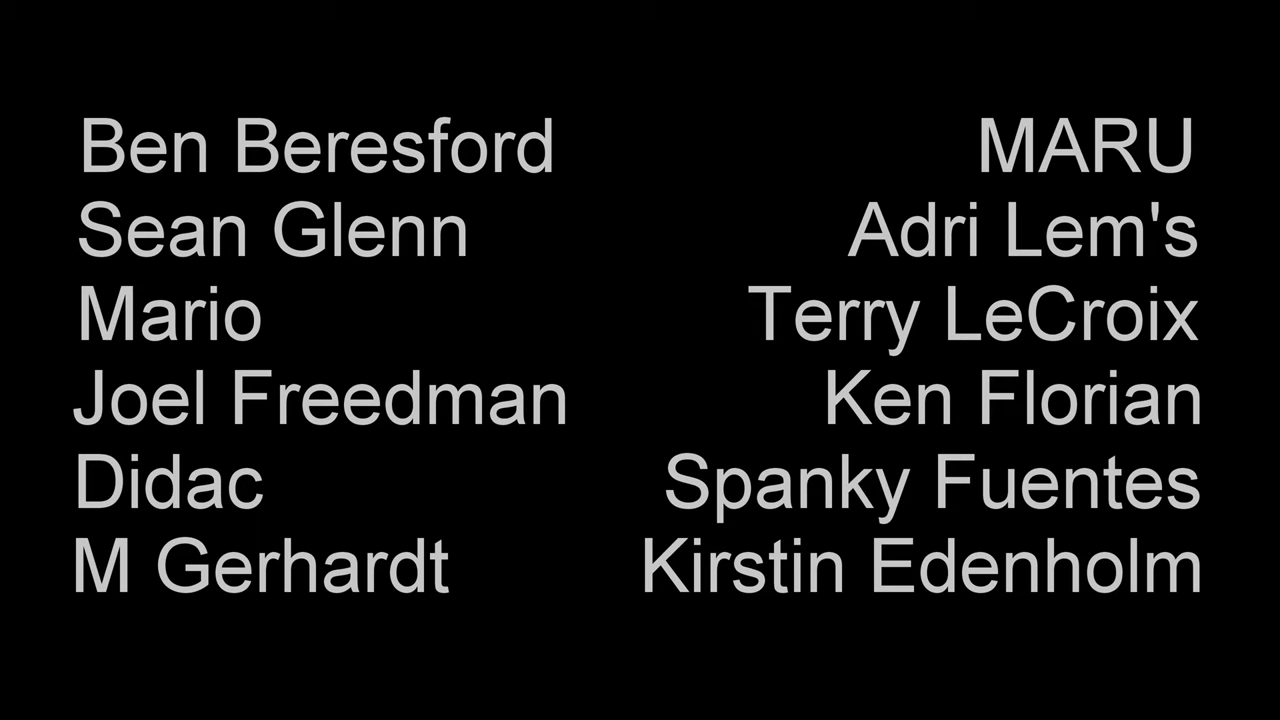 Ben Beresford
Sean Glenn
Mario
Joel Freedman
Didac
M Gerhardt
MARU
Adri Lem's
Terry LeCroix
Ken Florian
Spanky Fuentes
Kirstin Edenholm